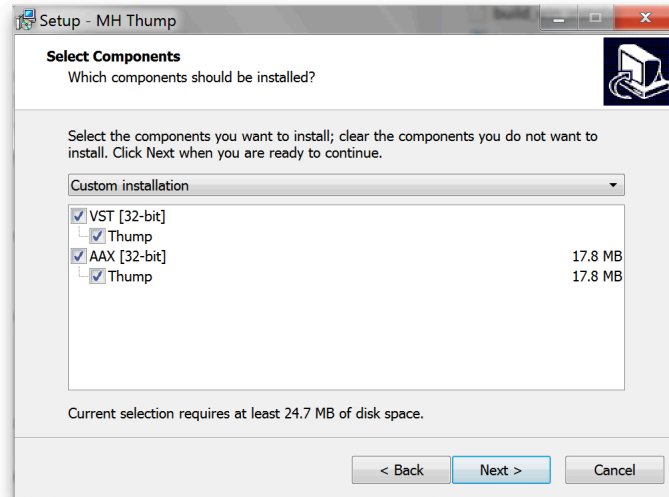 Setup - MH Thump
Select Components
Which components should be installed?
Select the components you want to install; clear the components you do not want to
install. Click Next when you are ready to continue.
Custom installation
VST [32-bit]
Thump
AAX [32-bit] 17.8 MB
Thump 17.8 MB
Current selection requires at least 24.7 MB of disk space.
< Back Next > Cancel